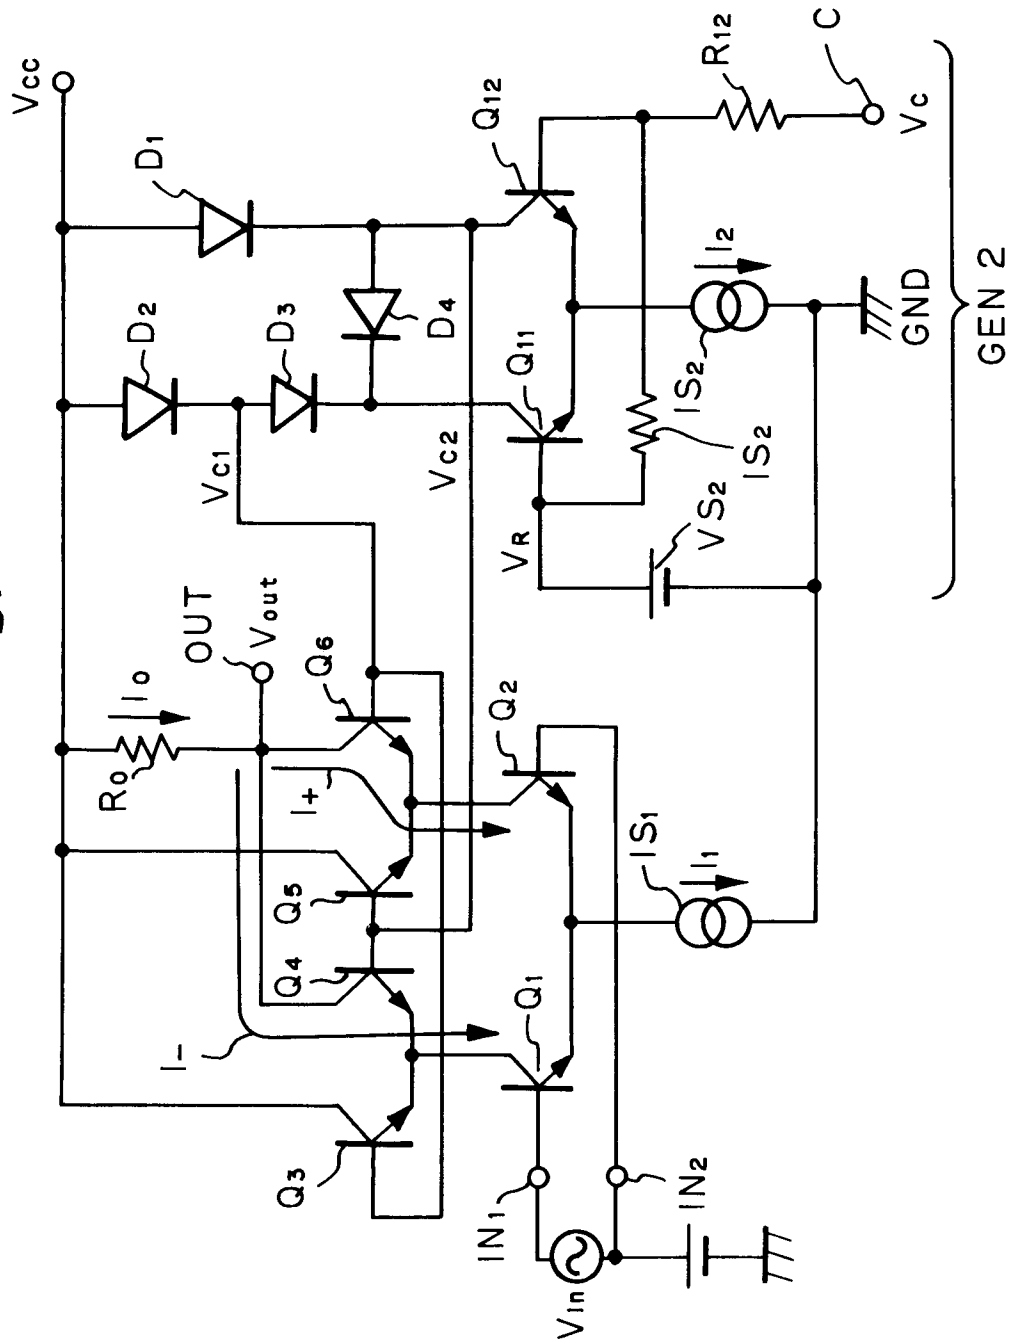 Vcc
D1
D2
D3
D4
VC1
VC2
OUT
Vout
I0
R0
I+
I-
Q3
Q4
Q5
Q6
Q1
Q2
Q11
Q12
R12
C
VC
VR
VS2
IS2
IS2
I2
GND
GEN 2
IS1
I1
IN1
IN2
Vin